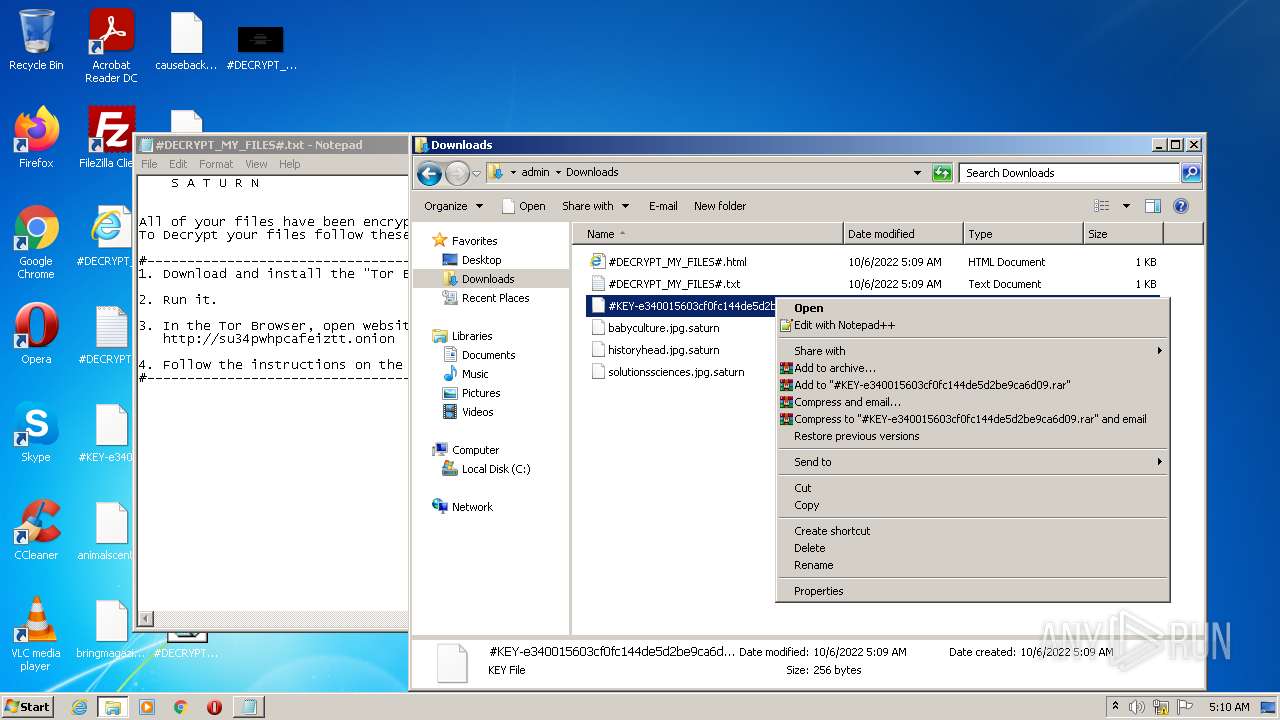 Recycle Bin
Acrobat
Reader DC
causeback...
#DECRYPT_...
Firefox
FileZilla Clie
Google
Chrome
#DECRYPT_
Opera
#DECRYPT
Skype
#KEY-e340
CCleaner
animalscent
VLC media
player
bringmagazi...
#DECRYPT...
#DECRYPT_MY_FILES#.txt - Notepad
File Edit Format View Help
S A T U R N
All of your files have been encryp
To Decrypt your files follow these
#---------------------------------
1. Download and install the "Tor B
2. Run it.
3. In the Tor Browser, open websit
http://su34pwhpcafeiztt.onion
4. Follow the instructions on the
#---------------------------------
Downloads
admin Downloads
Search Downloads
Organize Open Share with E-mail New folder
Favorites
Desktop
Downloads
Recent Places
Libraries
Documents
Music
Pictures
Videos
Computer
Local Disk (C:)
Network
Name Date modified Type Size
#DECRYPT_MY_FILES#.html 10/6/2022 5:09 AM HTML Document 1 KB
#DECRYPT_MY_FILES#.txt 10/6/2022 5:09 AM Text Document 1 KB
#KEY-e340015603cf0fc144de5d2b
babyculture.jpg.saturn
historyhead.jpg.saturn
solutionssciences.jpg.saturn
Open
Edit with Notepad++
Share with
Add to archive...
Add to "#KEY-e340015603cf0fc144de5d2be9ca6d09.rar"
Compress and email...
Compress to "#KEY-e340015603cf0fc144de5d2be9ca6d09.rar" and email
Restore previous versions
Send to
Cut
Copy
Create shortcut
Delete
Rename
Properties
#KEY-e340015603cf0fc144de5d2be9ca6d... Date modified: 10/6/2022 5:09 AM Date created: 10/6/2022 5:09 AM
KEY File Size: 256 bytes
ANY RUN
Start
5:10 AM